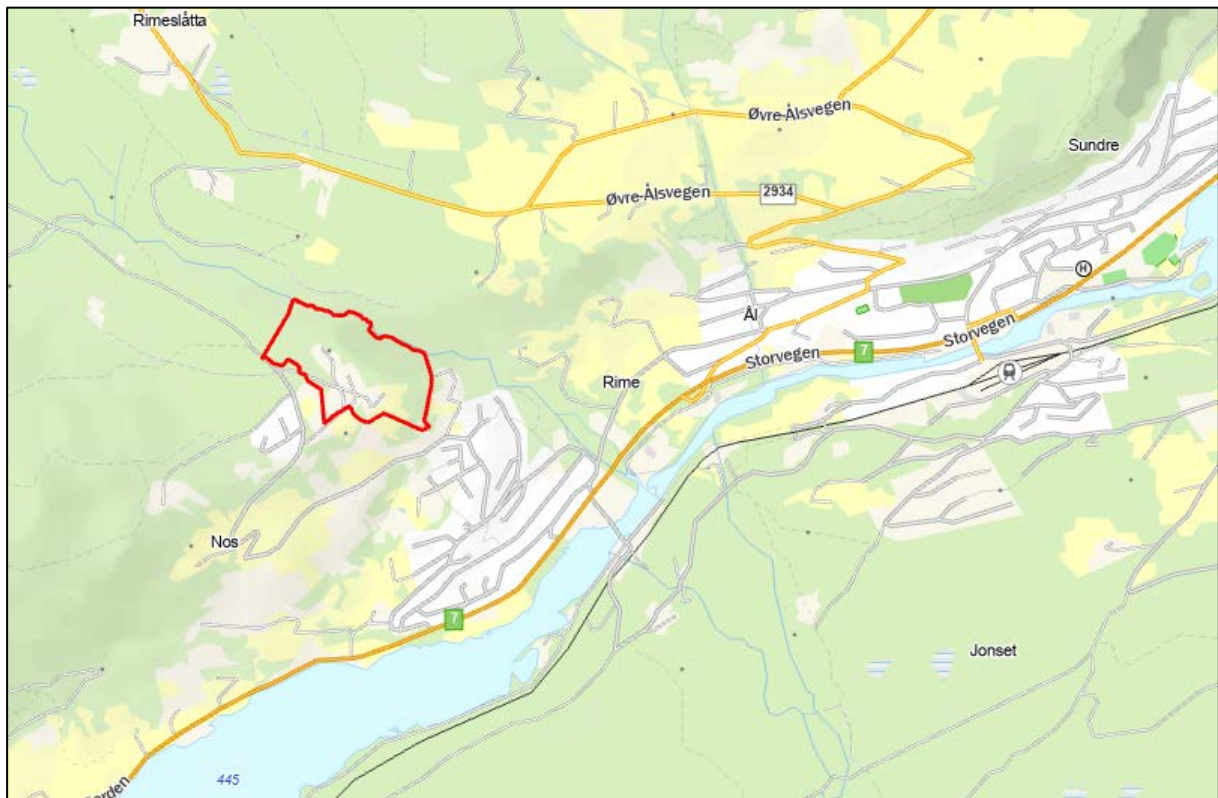 Rimeslåtta
Øvre-Ålsvegen
Sundre
Øvre-Ålsvegen
2934
H
Ål
Storvegen
7
Storvegen
Rime
Nos
7
Jonset
445